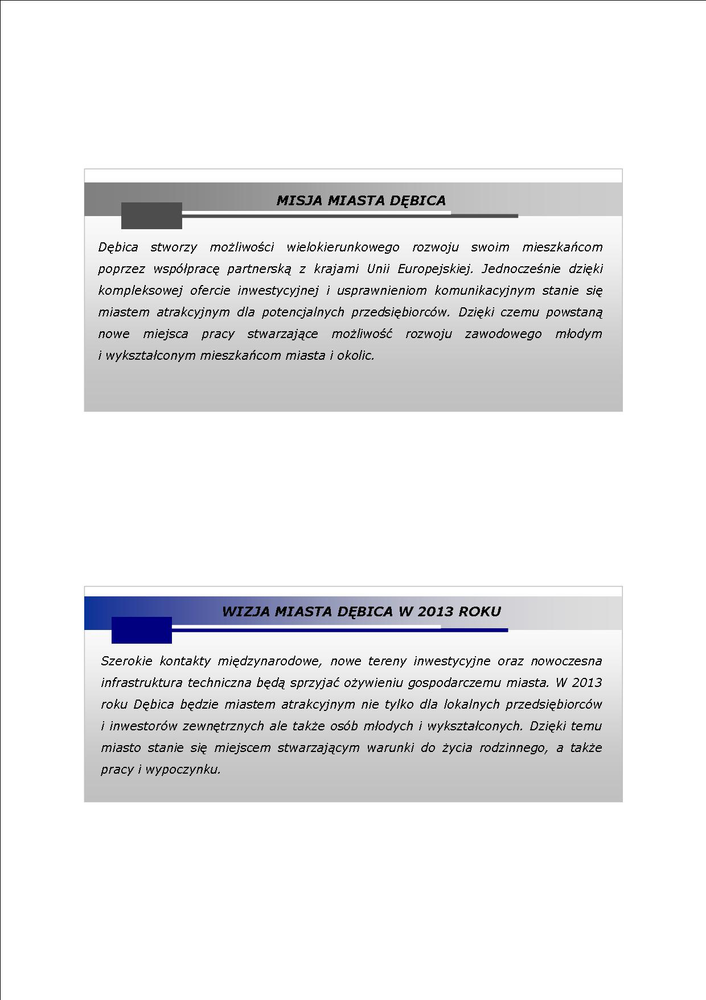 MISJA MIASTA DĘBICA
Dębica stworzy możliwości wielokierunkowego rozwoju swoim mieszkańcom
poprzez współpracę partnerską z krajami Unii Europejskiej. Jednocześnie dzięki
kompleksowej ofercie inwestycyjnej i usprawnieniom komunikacyjnym stanie się
miastem atrakcyjnym dla potencjalnych przedsiębiorców. Dzięki czemu powstaną
nowe miejsca pracy stwarzające możliwość rozwoju zawodowego młodym
i wykształconym mieszkańcom miasta i okolic.
WIZJA MIASTA DĘBICA W 2013 ROKU
Szerokie kontakty międzynarodowe, nowe tereny inwestycyjne oraz nowoczesna
infrastruktura techniczna będą sprzyjać ożywieniu gospodarczemu miasta. W 2013
roku Dębica będzie miastem atrakcyjnym nie tylko dla lokalnych przedsiębiorców
i inwestorów zewnętrznych ale także osób młodych i wykształconych. Dzięki temu
miasto stanie się miejscem stwarzającym warunki do życia rodzinnego, a także
pracy i wypoczynku.